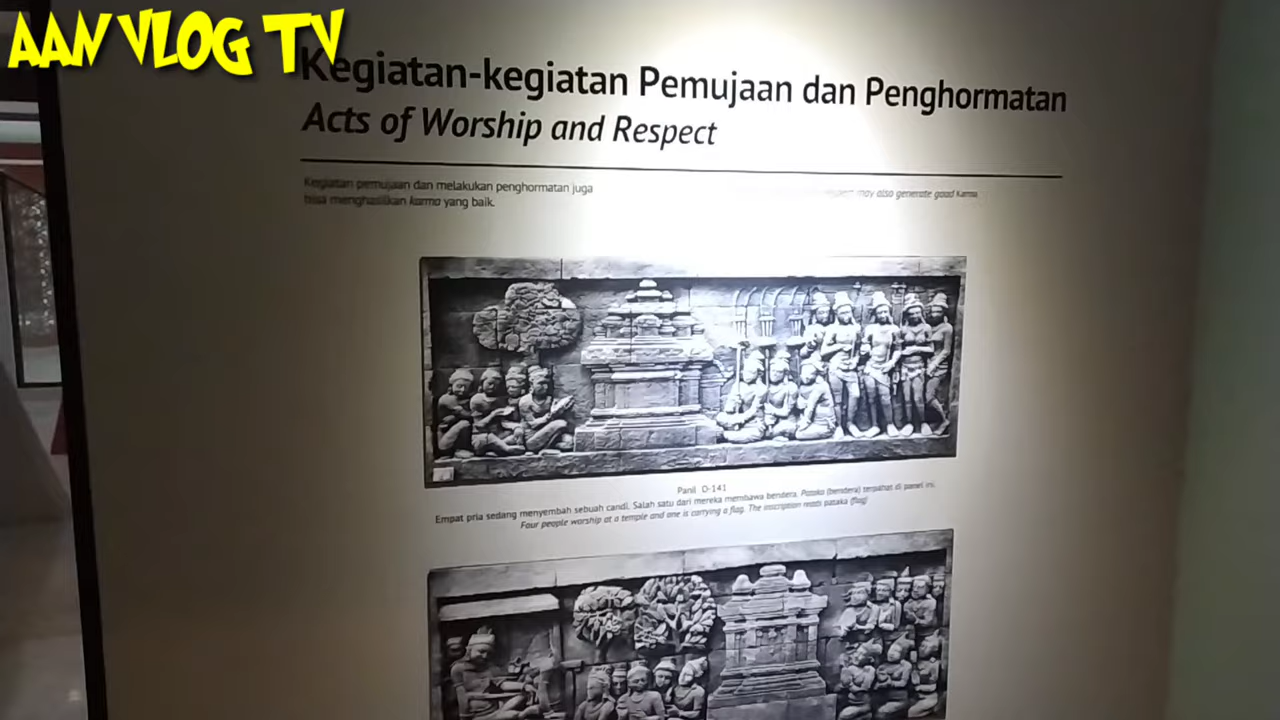 AAN VLOG TV
Kegiatan-kegiatan Pemujaan dan Penghormatan
Acts of Worship and Respect
Kegiatan pemujaan dan melakukan penghormatan juga
bisa menghasilkan karma yang baik.
may also generate good Karma
Panil O-141
Empat pria sedang menyembah sebuah candi. Salah satu dari mereka membawa bendera. Pataka (bendera) terpahat di panel ini.
Four people worship at a temple and one is carrying a flag. The inscription reads pataka (flag)